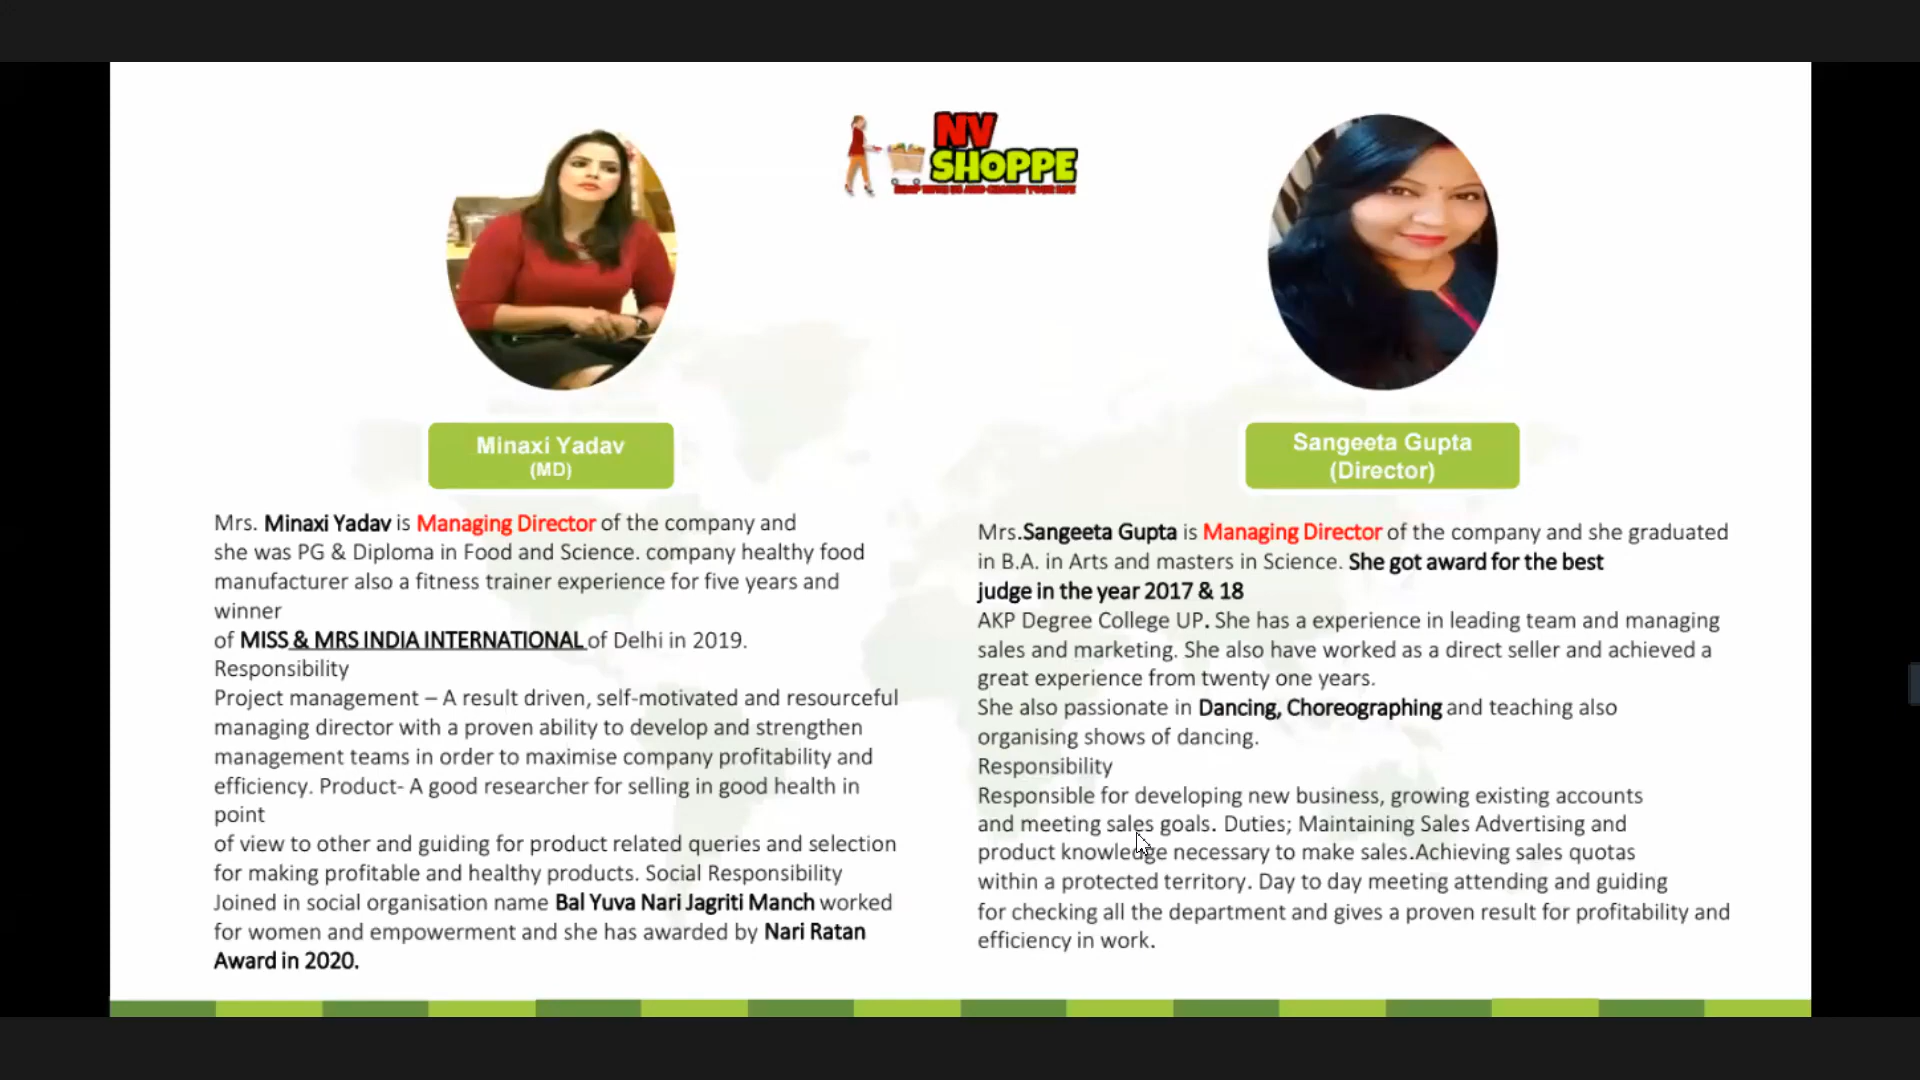 NV
SHOPPE
SHOP WITH US AND CHANGE YOUR LIFE
Minaxi Yadav
(MD)
Mrs. Minaxi Yadav is Managing Director of the company and
she was PG & Diploma in Food and Science. company healthy food
manufacturer also a fitness trainer experience for five years and
winner
of MISS & MRS INDIA INTERNATIONAL of Delhi in 2019.
Responsibility
Project management – A result driven, self-motivated and resourceful
managing director with a proven ability to develop and strengthen
management teams in order to maximise company profitability and
efficiency. Product- A good researcher for selling in good health in
point
of view to other and guiding for product related queries and selection
for making profitable and healthy products. Social Responsibility
Joined in social organisation name Bal Yuva Nari Jagriti Manch worked
for women and empowerment and she has awarded by Nari Ratan
Award in 2020.
Sangeeta Gupta
(Director)
Mrs.Sangeeta Gupta is Managing Director of the company and she graduated
in B.A. in Arts and masters in Science. She got award for the best
judge in the year 2017 & 18
AKP Degree College UP. She has a experience in leading team and managing
sales and marketing. She also have worked as a direct seller and achieved a
great experience from twenty one years.
She also passionate in Dancing, Choreographing and teaching also
organising shows of dancing.
Responsibility
Responsible for developing new business, growing existing accounts
and meeting sales goals. Duties; Maintaining Sales Advertising and
product knowledge necessary to make sales.Achieving sales quotas
within a protected territory. Day to day meeting attending and guiding
for checking all the department and gives a proven result for profitability and
efficiency in work.